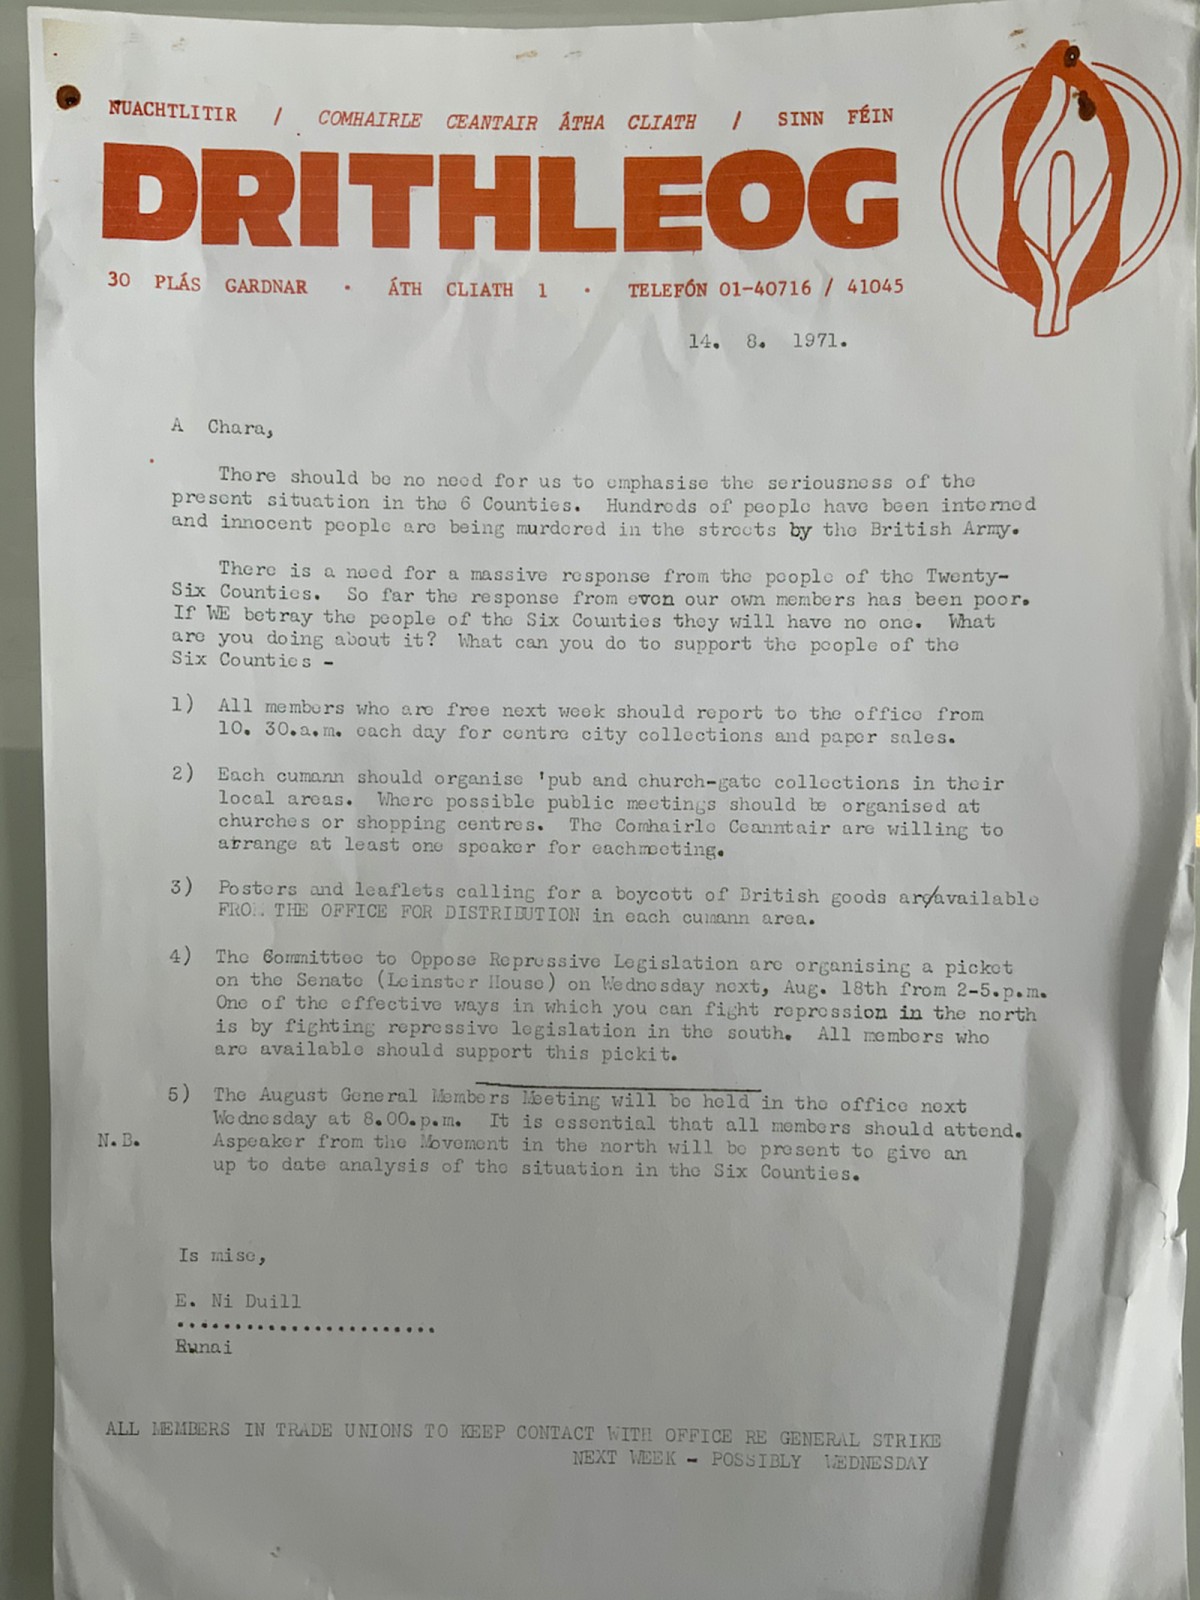 NUACHTLITIR / COMHAIRLE CEANTAIR ÁTHA CLIATH / SINN FÉIN
DRITHLEOG
30 PLÁS GARDNAR · ÁTH CLIATH 1 · TELEFÓN 01-40716 / 41045
14. 8. 1971.
A Chara,
There should be no need for us to emphasise the seriousness of the
present situation in the 6 Counties. Hundreds of people have been interned
and innocent people are being murdered in the streets by the British Army.
There is a need for a massive response from the people of the Twenty-
Six Counties. So far the response from even our own members has been poor.
If WE betray the people of the Six Counties they will have no one. What
are you doing about it? What can you do to support the people of the
Six Counties -
1) All members who are free next week should report to the office from
10. 30.a.m. each day for centre city collections and paper sales.
2) Each cumann should organise 'pub and church-gate collections in their
local areas. Where possible public meetings should be organised at
churches or shopping centres. The Comhairle Ceanntair are willing to
arrange at least one speaker for eachmeeting.
3) Posters and leaflets calling for a boycott of British goods are/available
FROM THE OFFICE FOR DISTRIBUTION in each cumann area.
4) The Committee to Oppose Repressive Legislation are organising a picket
on the Senate (Leinster House) on Wednesday next, Aug. 18th from 2-5.p.m.
One of the effective ways in which you can fight repression in the north
is by fighting repressive legislation in the south. All members who
are available should support this pickit.
5) The August General Members Meeting will be held in the office next
Wednesday at 8.00.p.m. It is essential that all members should attend.
N.B. Aspeaker from the Movement in the north will be present to give an
up to date analysis of the situation in the Six Counties.
Is mise,
E. Ni Duill
.......................
Runai
ALL MEMBERS IN TRADE UNIONS TO KEEP CONTACT WITH OFFICE RE GENERAL STRIKE
NEXT WEEK - POSSIBLY WEDNESDAY